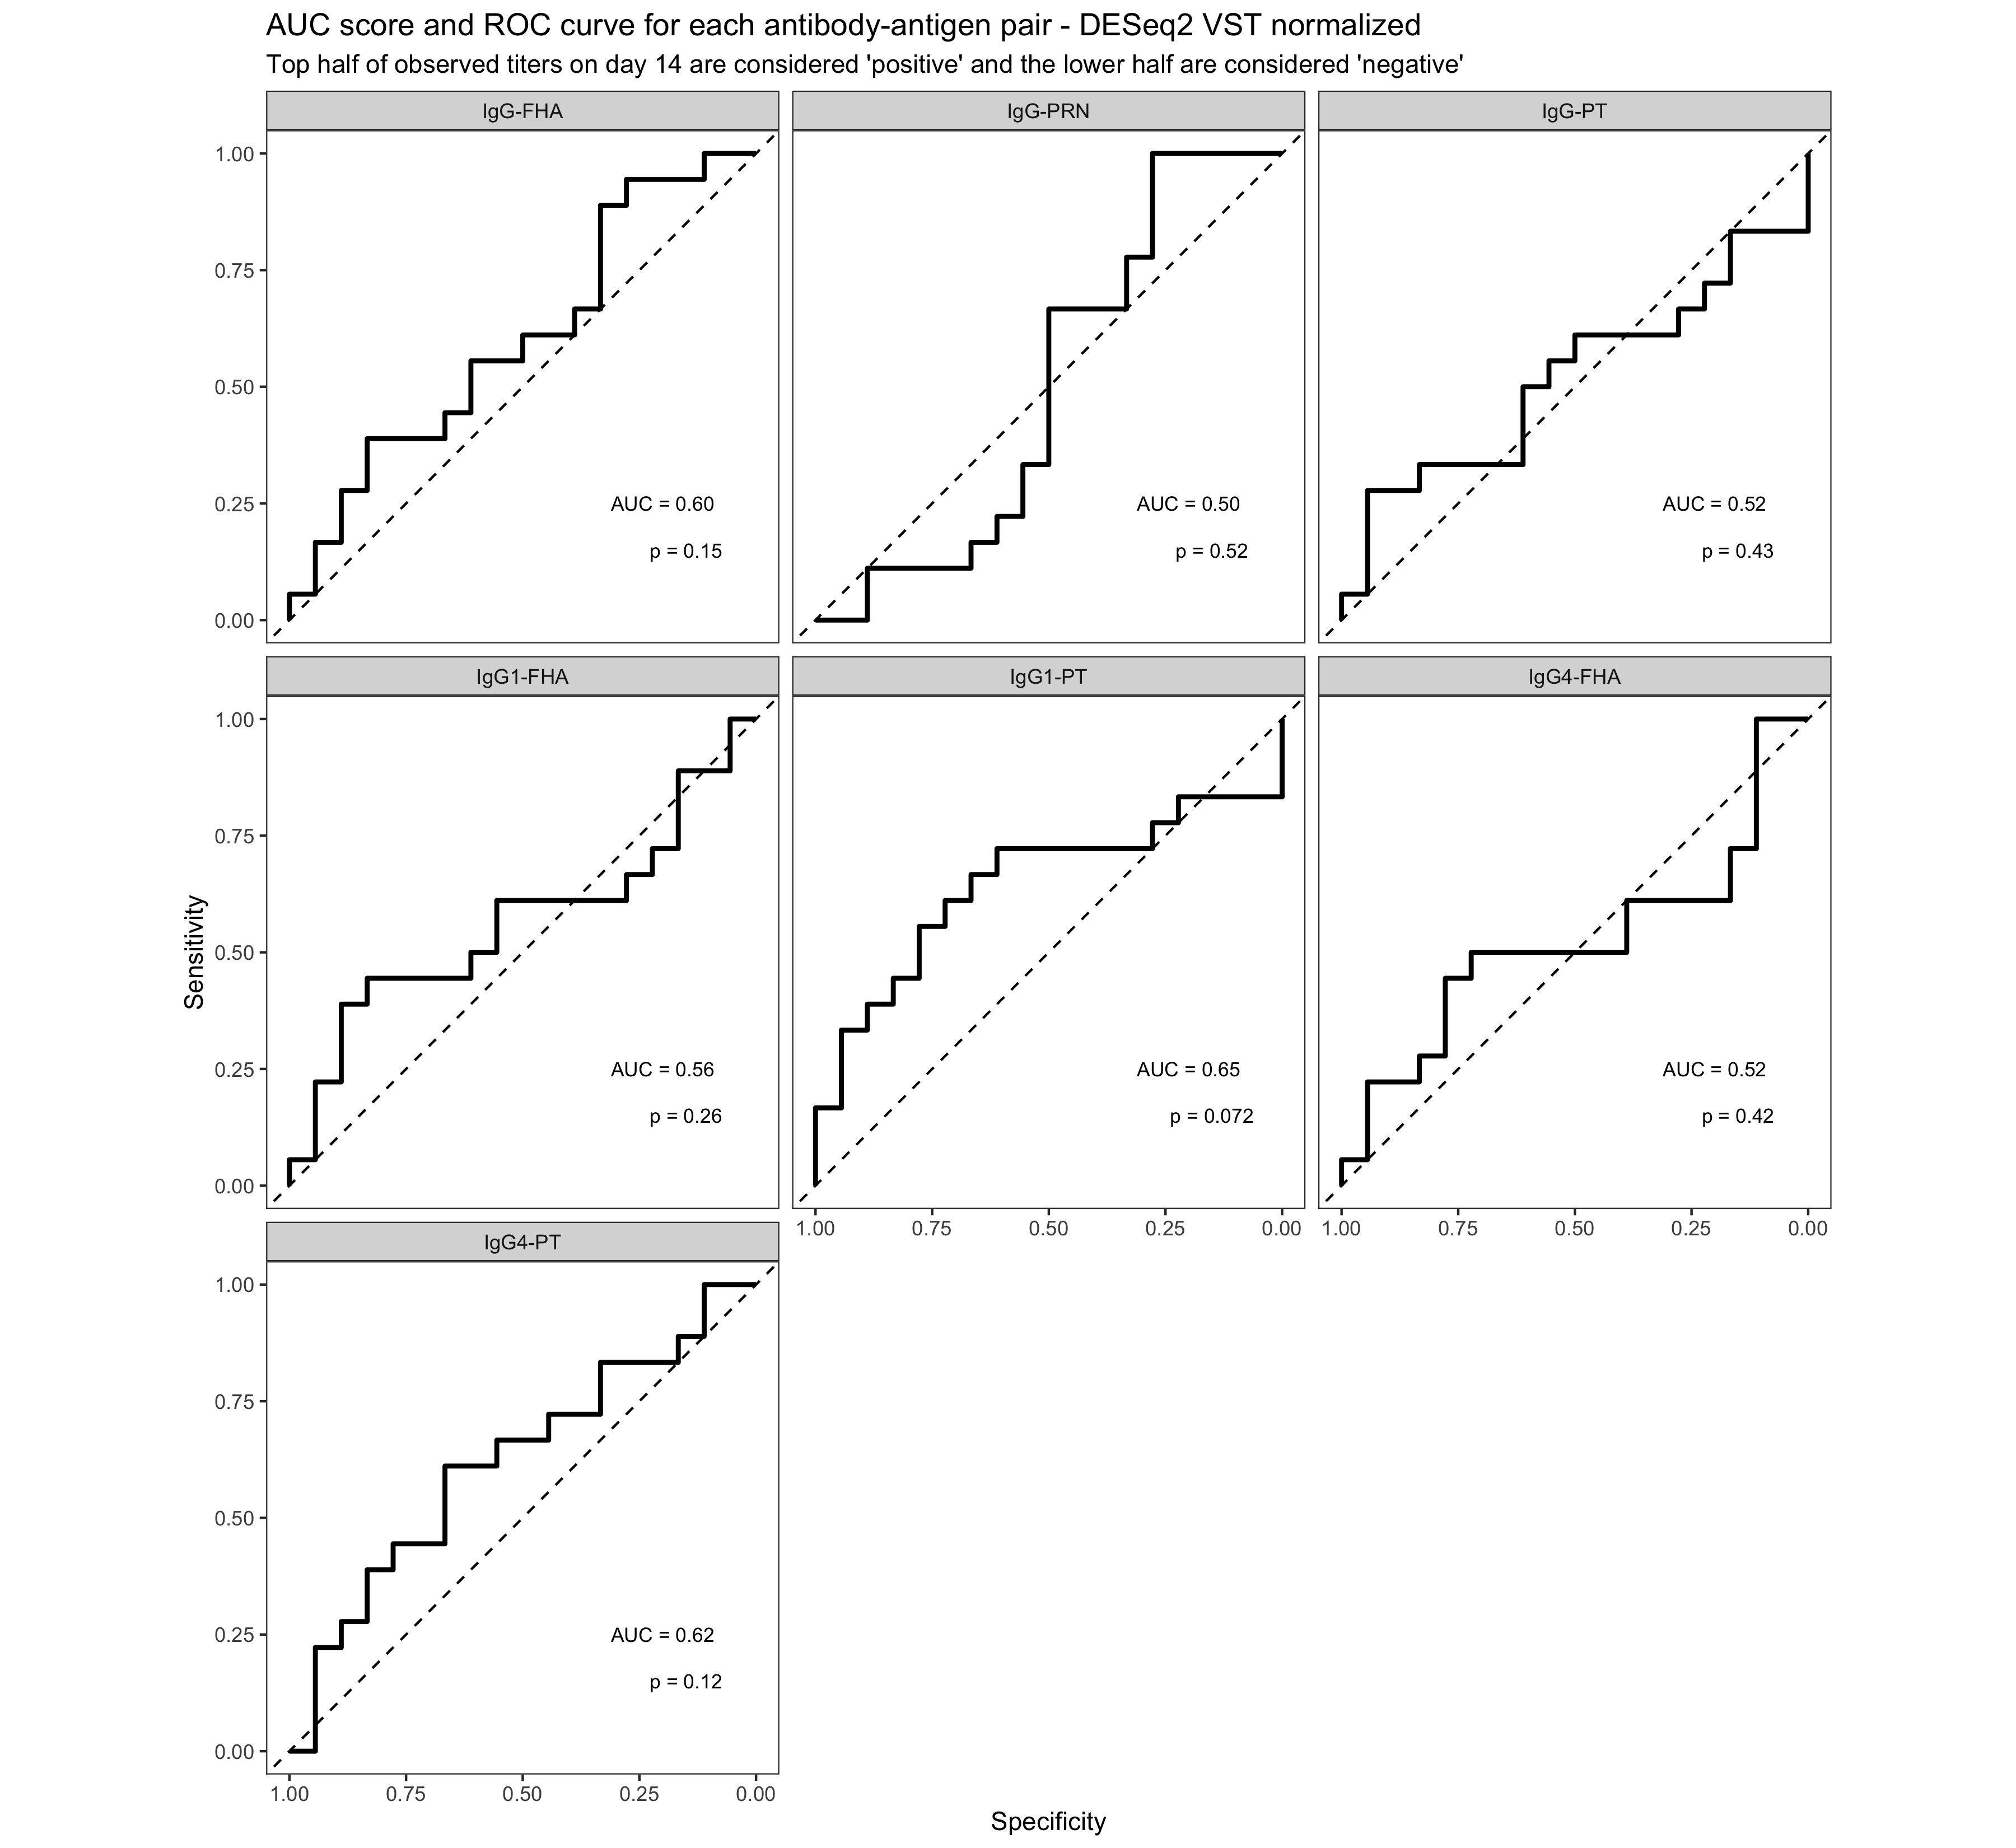 AUC score and ROC curve for each antibody-antigen pair - DESeq2 VST normalized
Top half of observed titers on day 14 are considered 'positive' and the lower half are considered 'negative'
IgG-FHA
IgG-PRN
IgG-PT
1.00
0.75
0.50
0.25
0.00
AUC = 0.60
p = 0.15
AUC = 0.50
p = 0.52
AUC = 0.52
p = 0.43
IgG1-FHA
IgG1-PT
IgG4-FHA
1.00
0.75
0.50
0.25
0.00
AUC = 0.56
p = 0.26
AUC = 0.65
p = 0.072
AUC = 0.52
p = 0.42
1.00 0.75 0.50 0.25 0.00
1.00 0.75 0.50 0.25 0.00
Sensitivity
IgG4-PT
1.00
0.75
0.50
0.25
0.00
AUC = 0.62
p = 0.12
1.00 0.75 0.50 0.25 0.00
Specificity